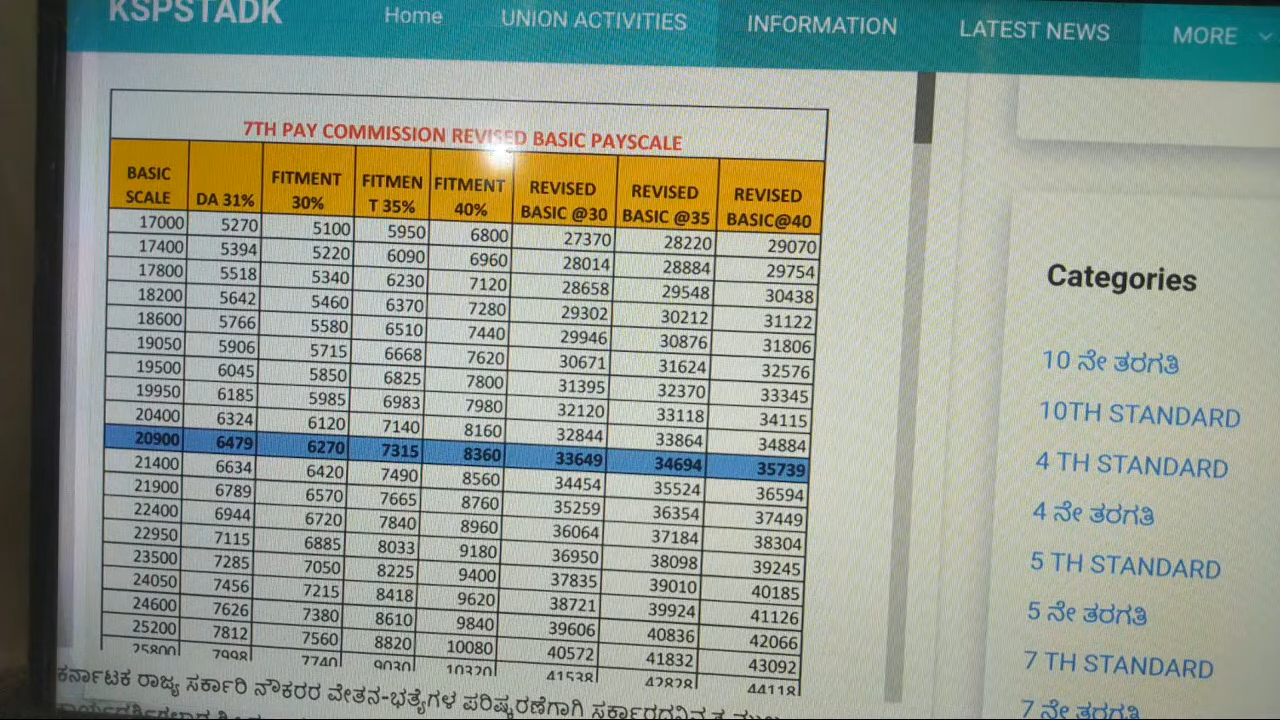 KSPSTADK Home UNION ACTIVITIES INFORMATION LATEST NEWS MORE
7TH PAY COMMISSION REVISED BASIC PAYSCALE
BASIC SCALE DA 31% FITMENT 30% FITMEN T 35% FITMENT 40% REVISED BASIC @30 REVISED BASIC @35 REVISED BASIC@40
17000 5270 5100 5950 6800 27370 28220 29070
17400 5394 5220 6090 6960 28014 28884 29754
17800 5518 5340 6230 7120 28658 29548 30438
18200 5642 5460 6370 7280 29302 30212 31122
18600 5766 5580 6510 7440 29946 30876 31806
19050 5906 5715 6668 7620 30671 31624 32576
19500 6045 5850 6825 7800 31395 32370 33345
19950 6185 5985 6983 7980 32120 33118 34115
20400 6324 6120 7140 8160 32844 33864 34884
20900 6479 6270 7315 8360 33649 34694 35739
21400 6634 6420 7490 8560 34454 35524 36594
21900 6789 6570 7665 8760 35259 36354 37449
22400 6944 6720 7840 8960 36064 37184 38304
22950 7115 6885 8033 9180 36950 38098 39245
23500 7285 7050 8225 9400 37835 39010 40185
24050 7456 7215 8418 9620 38721 39924 41126
24600 7626 7380 8610 9840 39606 40836 42066
25200 7812 7560 8820 10080 40572 41832 43092
25800 7998 7740 9030 10320 41538 42828 44118
ಕರ್ನಾಟಕ ರಾಜ್ಯ ಸರ್ಕಾರಿ ನೌಕರರ ವೇತನ-ಭತ್ಯೆಗಳ ಪರಿಷ್ಕರಣೆಗಾಗಿ
Categories
10 ನೇ ತರಗತಿ
10TH STANDARD
4 TH STANDARD
4 ನೇ ತರಗತಿ
5 TH STANDARD
5 ನೇ ತರಗತಿ
7 TH STANDARD
7 ನೇ ತರಗತಿ